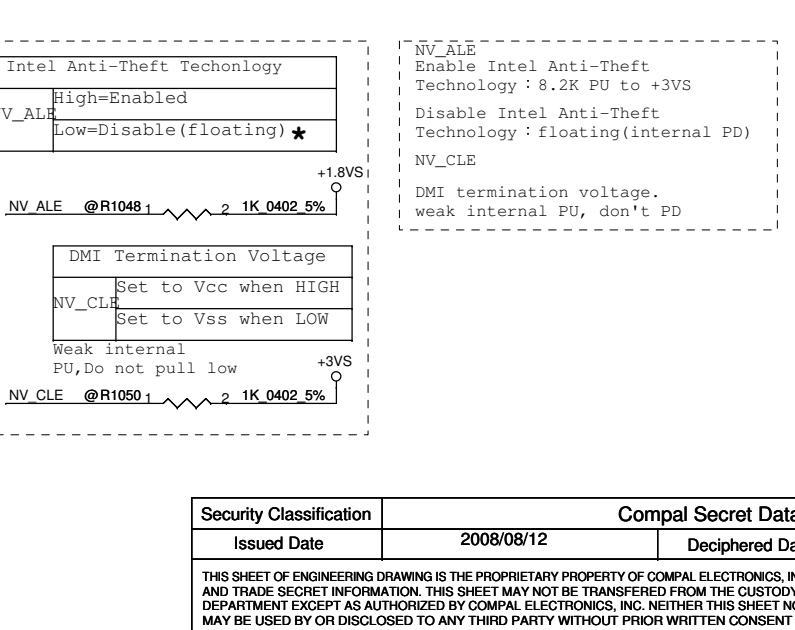 Intel Anti-Theft Techonlogy
High=Enabled
V_ALE
Low=Disable(floating) *
+1.8VS
NV_ALE @R1048 1 2 1K_0402_5%
DMI Termination Voltage
Set to Vcc when HIGH
NV_CLE
Set to Vss when LOW
Weak internal
PU,Do not pull low
+3VS
NV_CLE @R1050 1 2 1K_0402_5%
NV_ALE
Enable Intel Anti-Theft
Technology:8.2K PU to +3VS
Disable Intel Anti-Theft
Technology:floating(internal PD)
NV_CLE
DMI termination voltage.
weak internal PU, don't PD
Security Classification Compal Secret Data
Issued Date 2008/08/12 Deciphered Da
THIS SHEET OF ENGINEERING DRAWING IS THE PROPRIETARY PROPERTY OF COMPAL ELECTRONICS, IN
AND TRADE SECRET INFORMATION. THIS SHEET MAY NOT BE TRANSFERED FROM THE CUSTODY
DEPARTMENT EXCEPT AS AUTHORIZED BY COMPAL ELECTRONICS, INC. NEITHER THIS SHEET NO
MAY BE USED BY OR DISCLOSED TO ANY THIRD PARTY WITHOUT PRIOR WRITTEN CONSENT